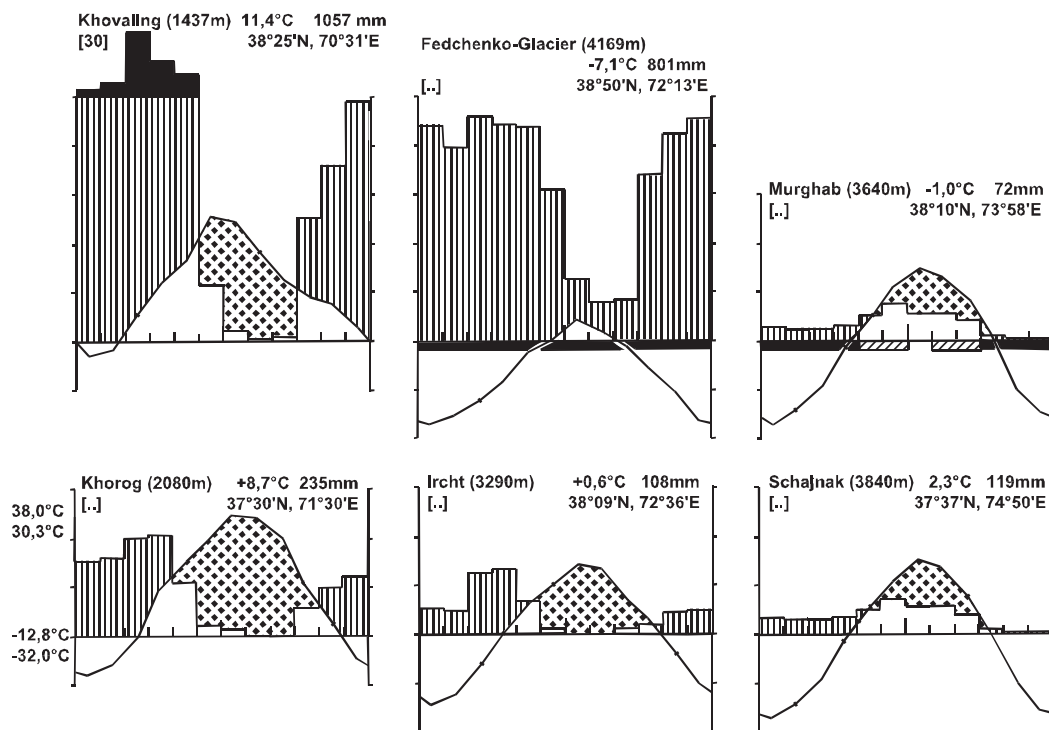 Khovaling (1437m) 11,4°C 1057 mm
[30] 38°25'N, 70°31'E
Fedchenko-Glacier (4169m)
-7,1°C 801mm
[..] 38°50'N, 72°13'E
Murghab (3640m) -1,0°C 72mm
[..] 38°10'N, 73°58'E
Khorog (2080m) +8,7°C 235mm
[..] 37°30'N, 71°30'E
38,0°C
30,3°C
-12,8°C
-32,0°C
Ircht (3290m) +0,6°C 108mm
[..] 38°09'N, 72°36'E
Schajnak (3840m) 2,3°C 119mm
[..] 37°37'N, 74°50'E